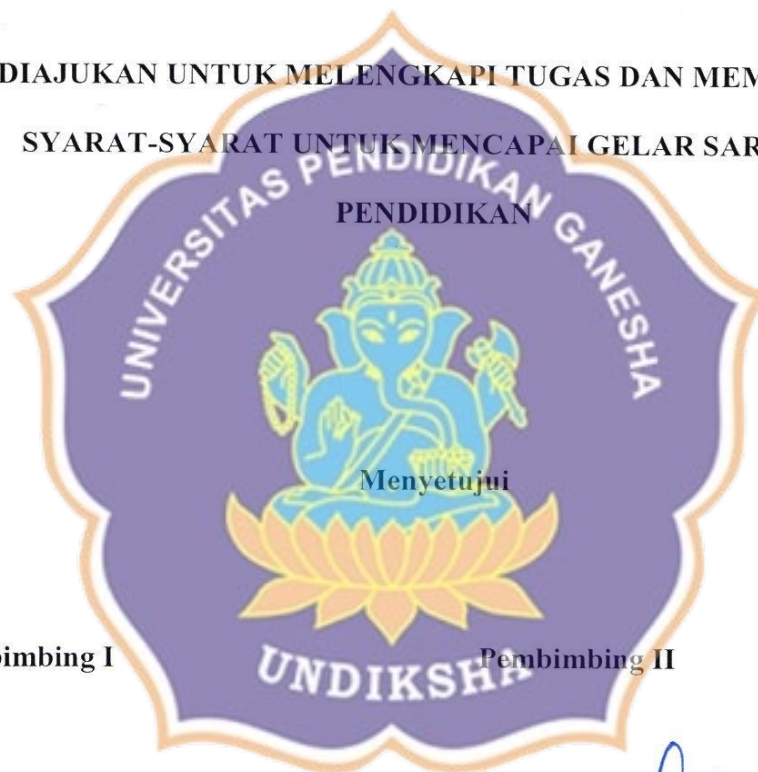 DIAJUKAN UNTUK MELENGKAPI TUGAS DAN MEM
SYARAT-SYARAT UNTUK MENCAPAI GELAR SAR
PENDIDIKAN
UNIVERSITAS PENDIDIKAN GANESHA
Menyetujui
bimbing I Pembimbing II
UNDIKSHA